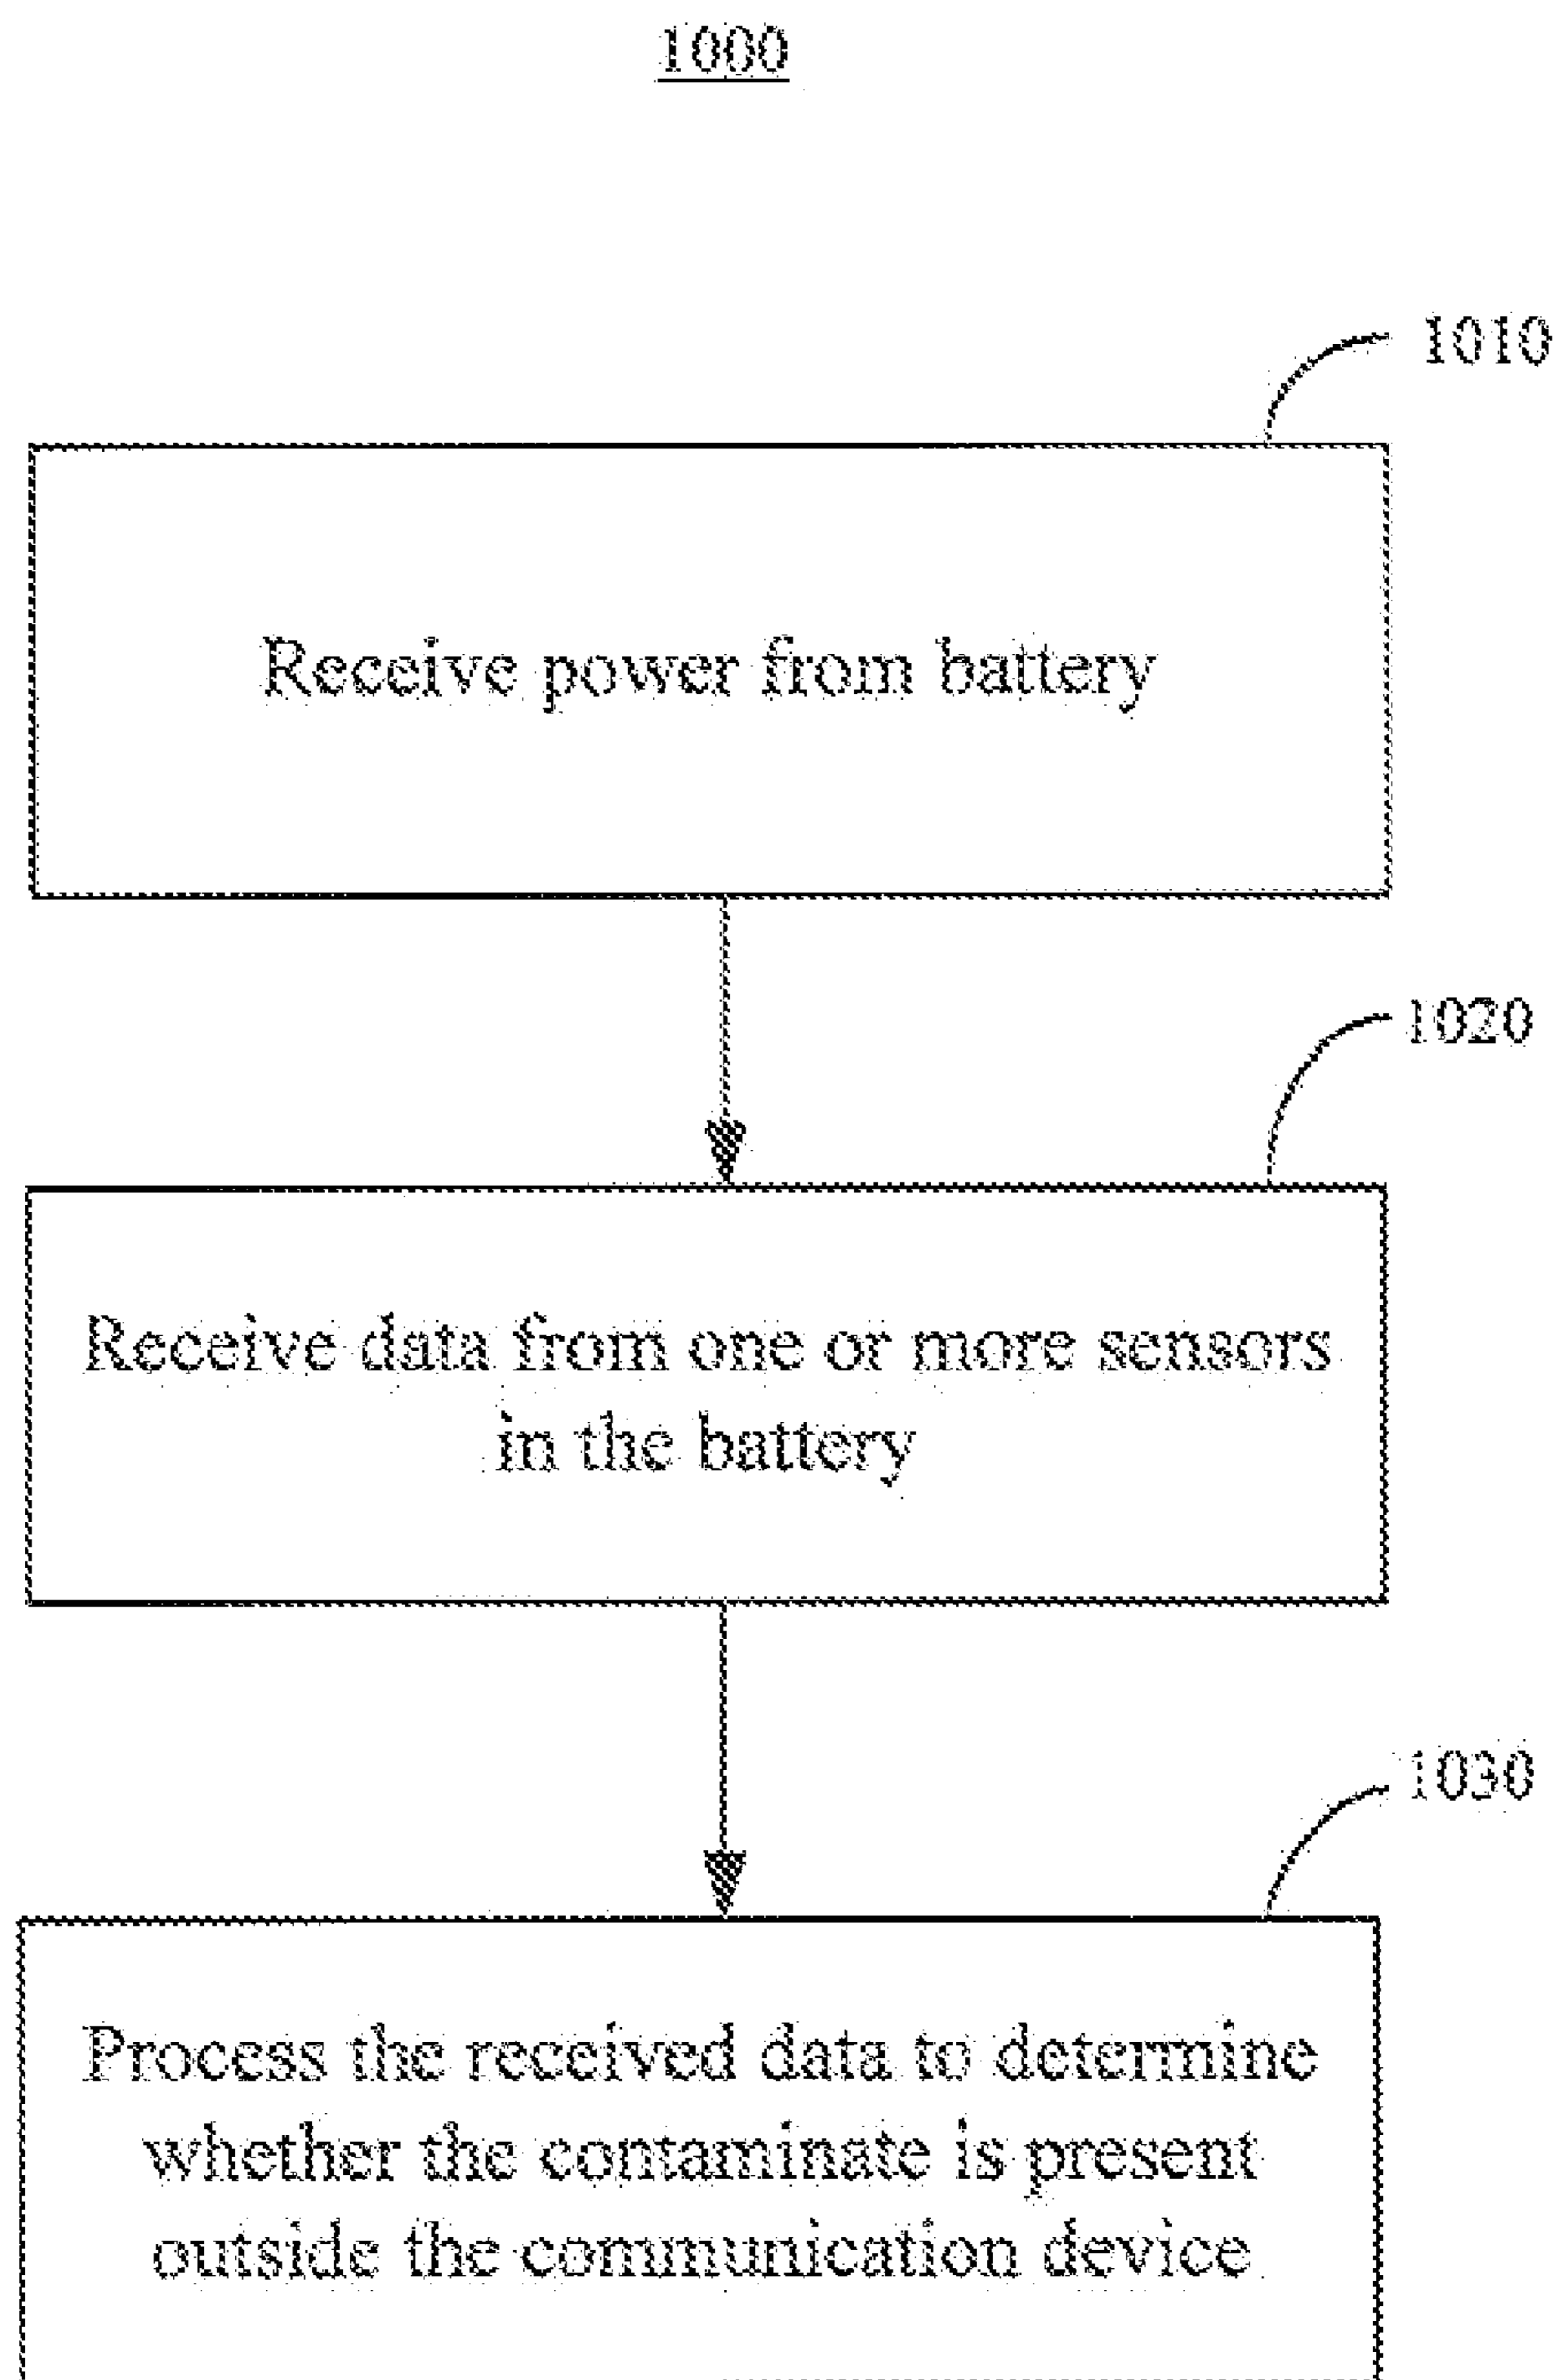 1000
1010
Receive power from battery
1020
Receive data from one or more sensors
in the battery
1030
Process the received data to determine
whether the contaminate is present
outside the communication device